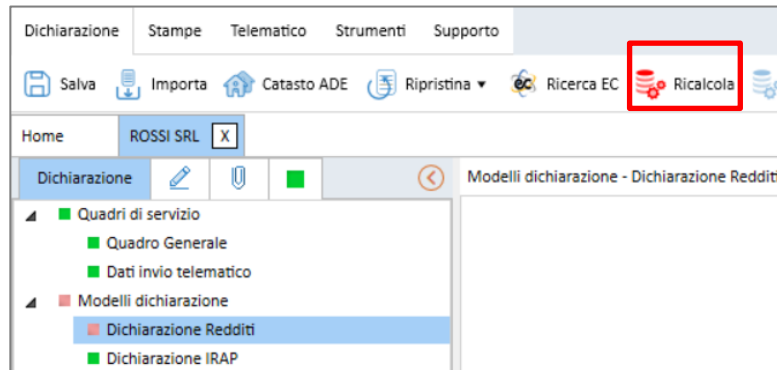 Dichiarazione Stampe Telematico Strumenti Supporto
Salva Importa Catasto ADE Ripristina Ricerca EC Ricalcola
Home ROSSI SRL X
Dichiarazione Modelli dichiarazione - Dichiarazione Redditi
Quadri di servizio
Quadro Generale
Dati invio telematico
Modelli dichiarazione
Dichiarazione Redditi
Dichiarazione IRAP